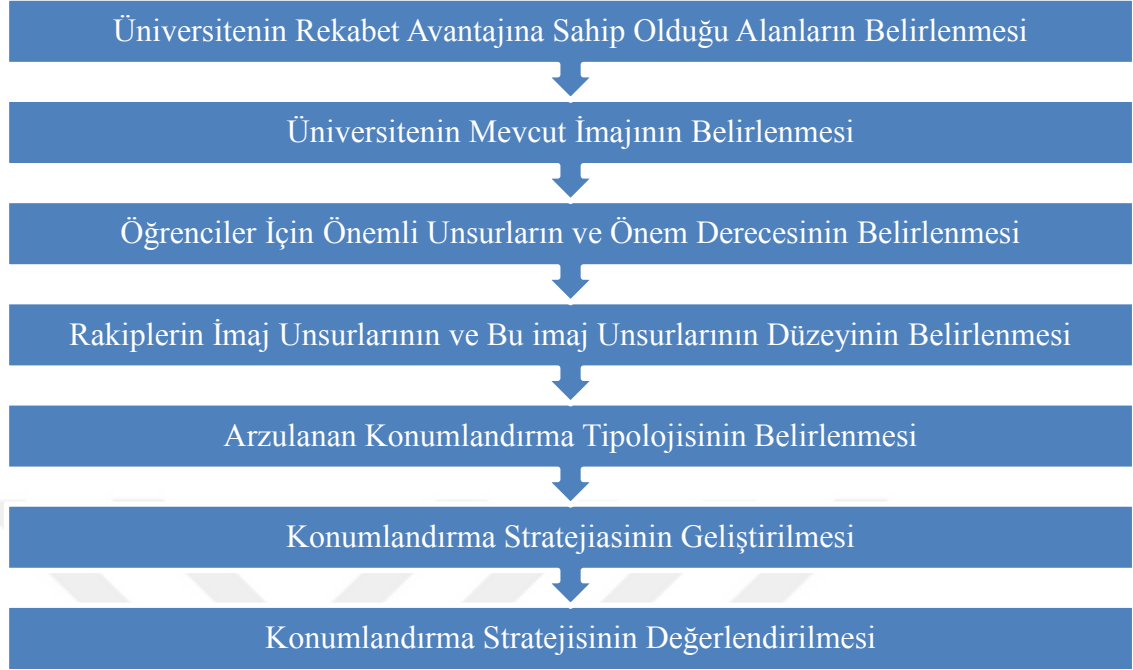 Üniversitenin Rekabet Avantajına Sahip Olduğu Alanların Belirlenmesi
Üniversitenin Mevcut İmajının Belirlenmesi
Öğrenciler İçin Önemli Unsurların ve Önem Derecesinin Belirlenmesi
Rakiplerin İmaj Unsurlarının ve Bu imaj Unsurlarının Düzeyinin Belirlenmesi
Arzulanan Konumlandırma Tipolojisinin Belirlenmesi
Konumlandırma Stratejiasinin Geliştirilmesi
Konumlandırma Stratejisinin Değerlendirilmesi